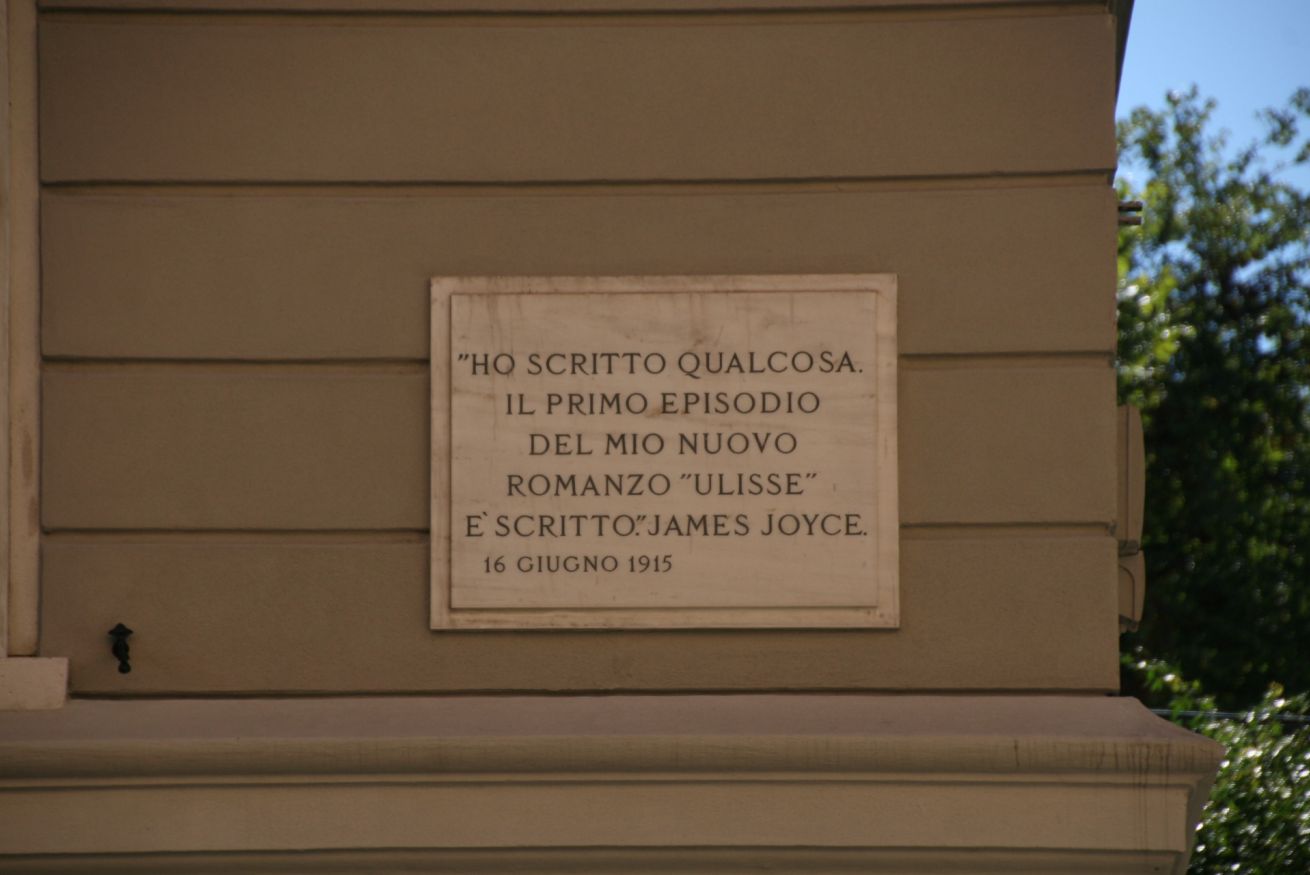 "HO SCRITTO QUALCOSA.
IL PRIMO EPISODIO
DEL MIO NUOVO
ROMANZO "ULISSE"
E` SCRITTO". JAMES JOYCE.
16 GIUGNO 1915